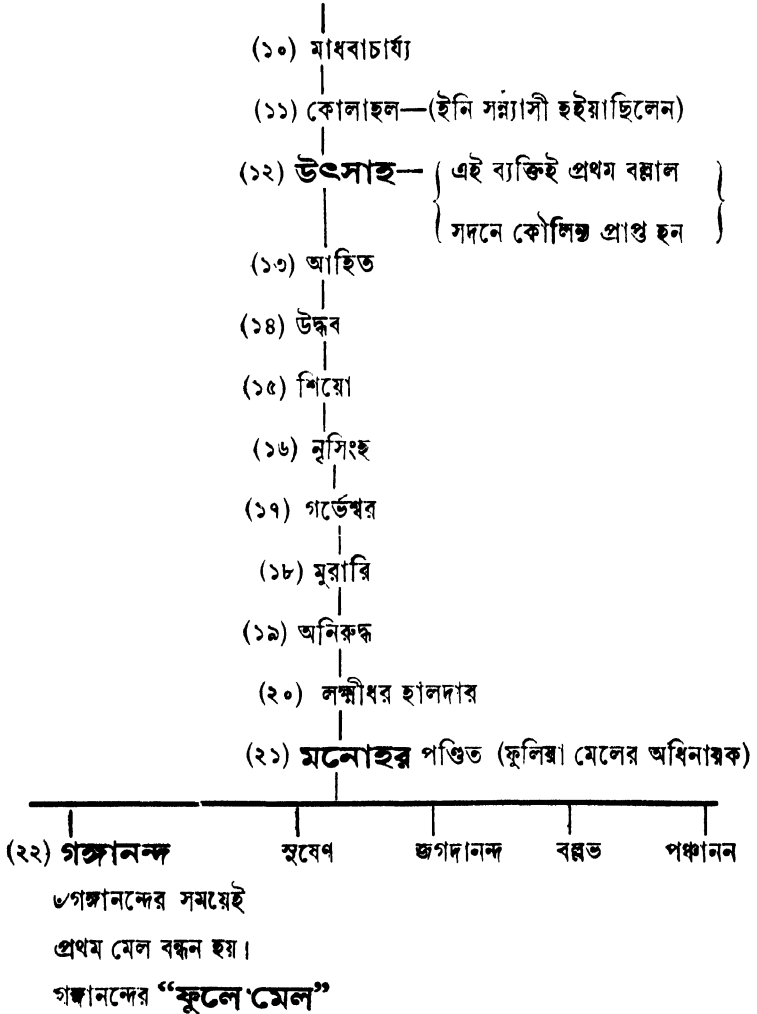 (১০) মাধবাচার্য্য
(১১) কোলাহল—(ইনি সন্ন্যাসী হইয়াছিলেন)
(১২) উৎসাহ— { এই ব্যক্তিই প্রথম বল্লাল }
{ সদনে কৌলিন্য প্রাপ্ত হন }
(১৩) আহিত
(১৪) উদ্ধব
(১৫) শিয়ো
(১৬) নৃসিংহ
(১৭) গর্ভেশ্বর
(১৮) মুরারি
(১৯) অনিরুদ্ধ
(২০) লক্ষ্মীধর হালদার
(২১) মনোহর পণ্ডিত (ফুলিয়া মেলের অধিনায়ক)
(২২) গঙ্গানন্দ সুষেণ জগদানন্দ বল্লভ পঞ্চানন
৺গঙ্গানন্দের সময়েই
প্রথম মেল বন্ধন হয়।
গঙ্গানন্দের “ফুলে মেল”